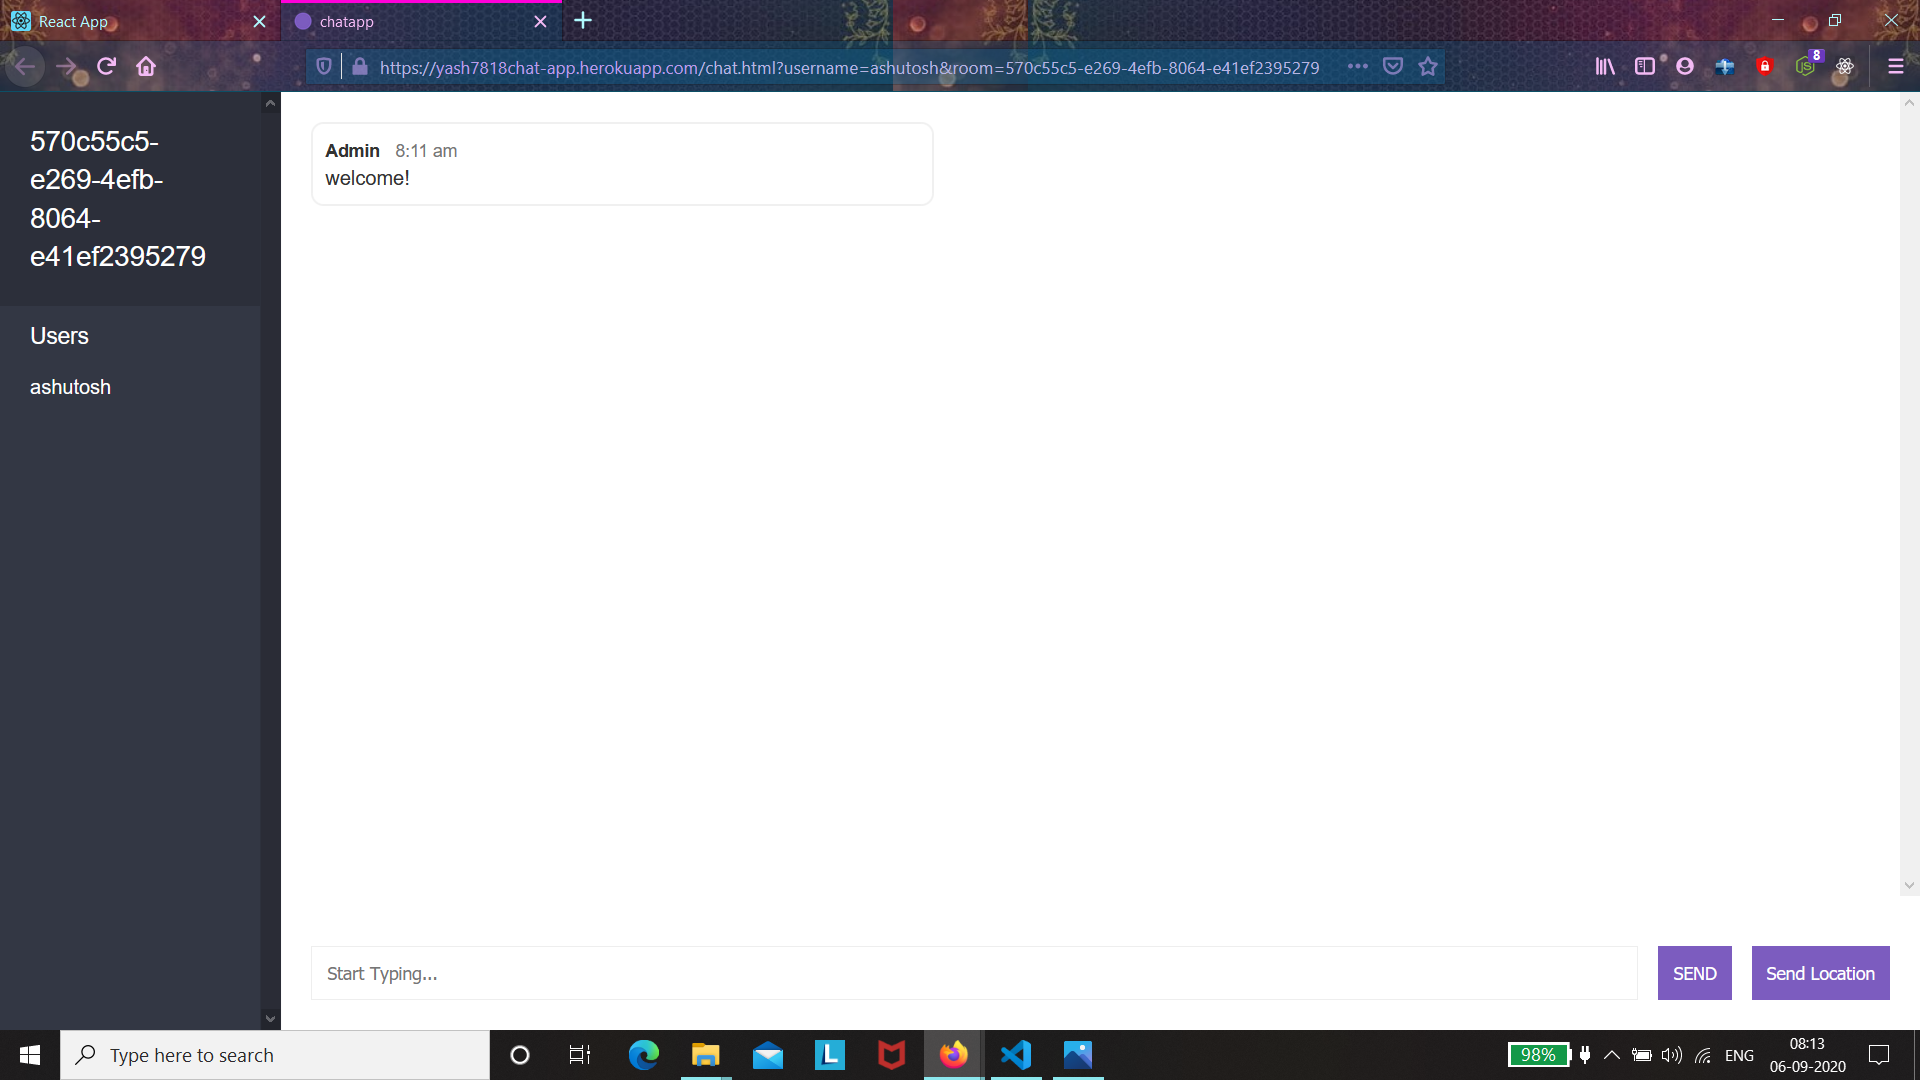 React App
chatapp
https://yash7818chat-app.herokuapp.com/chat.html?username=ashutosh&room=570c55c5-e269-4efb-8064-e41ef2395279
8
570c55c5-
e269-4efb-
8064-
e41ef2395279
Users
ashutosh
Admin 8:11 am
welcome!
Start Typing...
SEND
Send Location
Type here to search
L
98%
ENG
08:13
06-09-2020